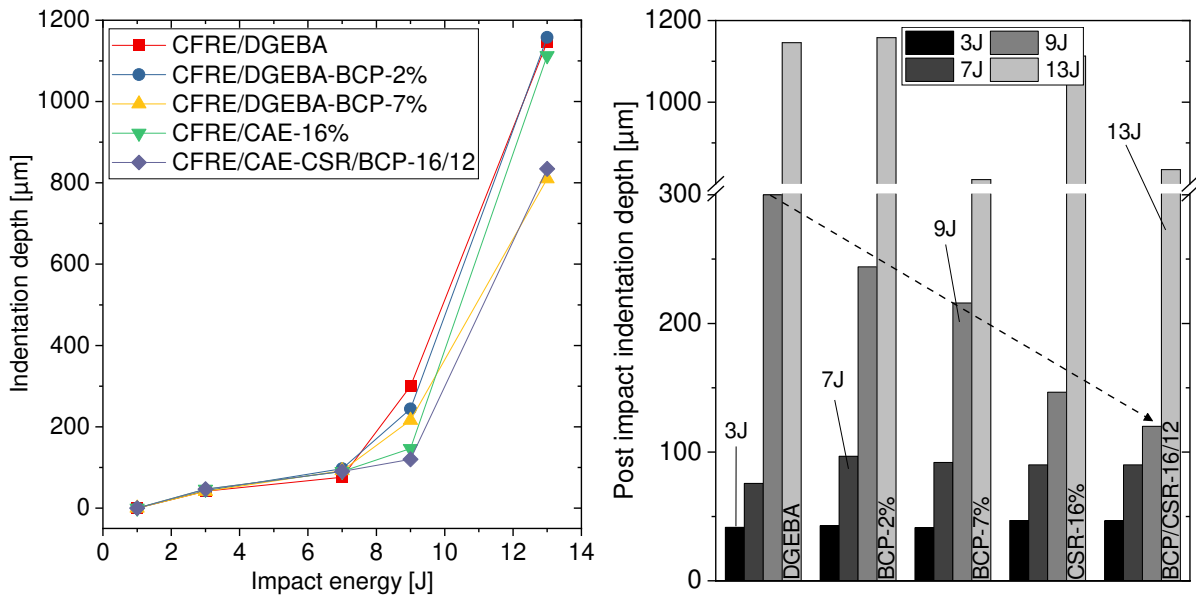 CFRE/DGEBA
CFRE/DGEBA-BCP-2%
CFRE/DGEBA-BCP-7%
CFRE/CAE-16%
CFRE/CAE-CSR/BCP-16/12
Indentation depth [µm]
1200
1000
800
600
400
200
0
0 2 4 6 8 10 12 14
Impact energy [J]
Post impact indentation depth [µm]
1200
1000
300
200
100
0
3J 9J
7J 13J
3J
7J
9J
13J
DGEBA
BCP-2%
BCP-7%
CSR-16%
BCP/CSR-16/12